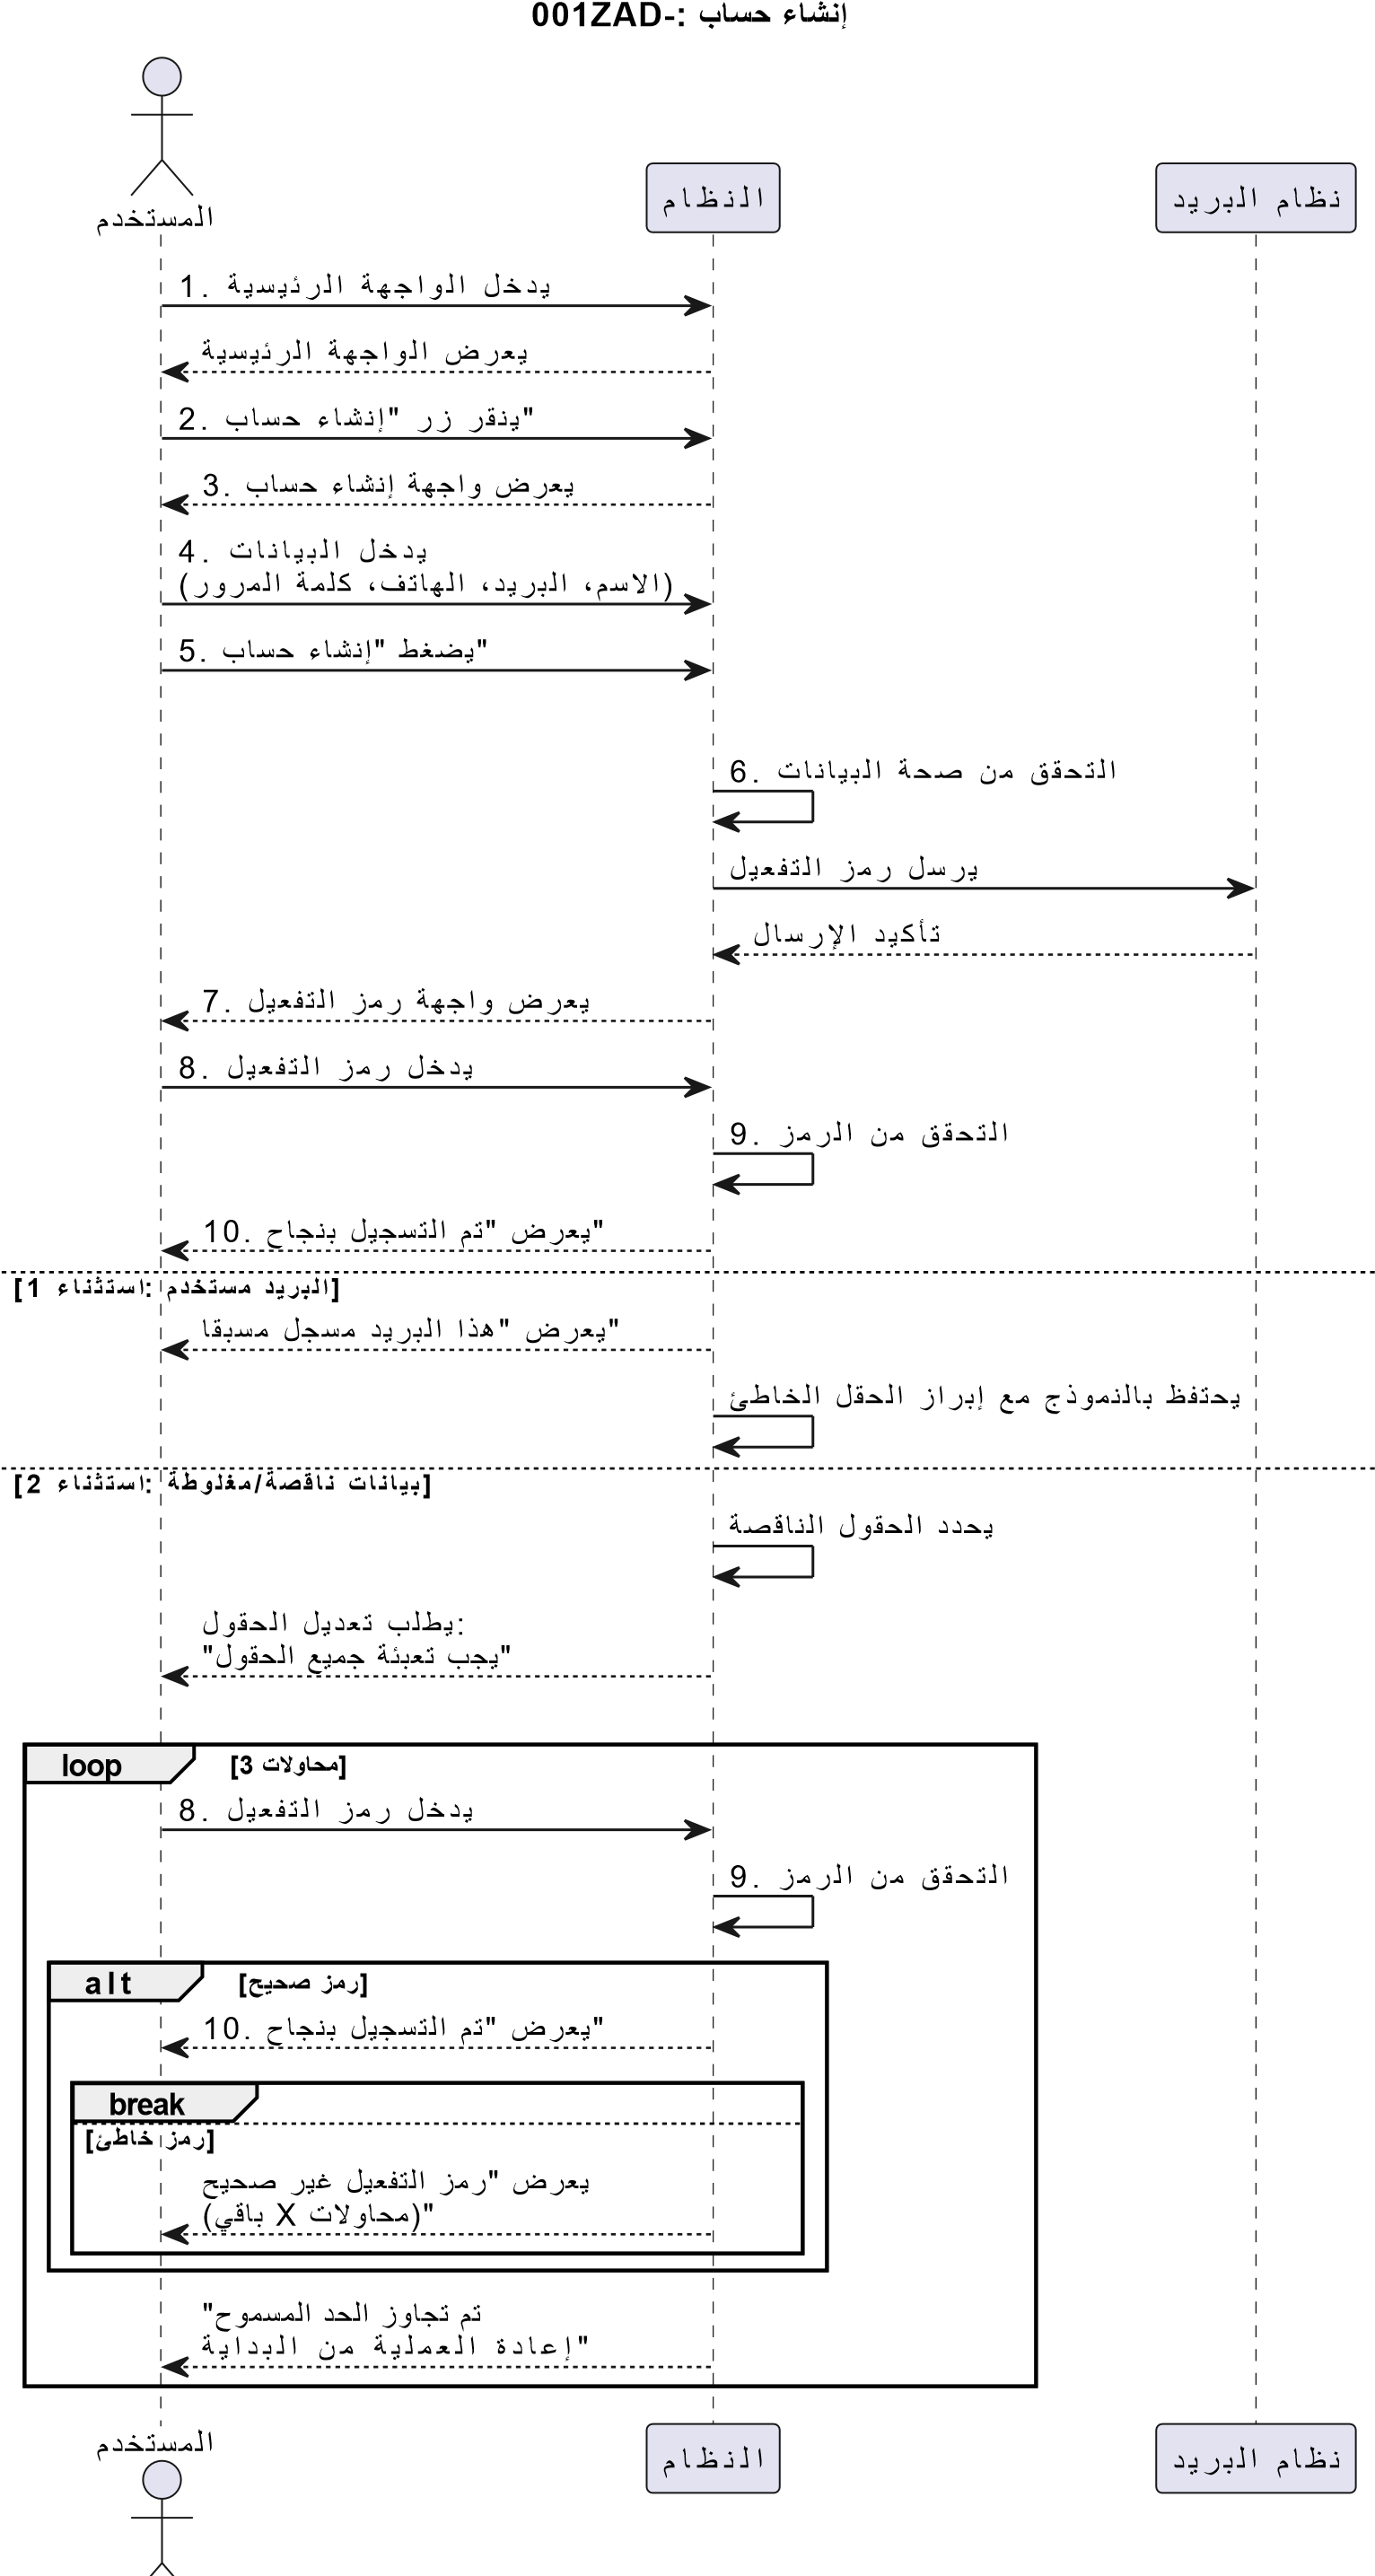 001ZAD-: إنشاء حساب
المستخدم
النظام
نظام البريد
1. يدخل الواجهة الرئيسية
يعرض الواجهة الرئيسية
2. ينقر زر "إنشاء حساب"
3. يعرض واجهة إنشاء حساب
4. يدخل البيانات
(الاسم، البريد، الهاتف، كلمة المرور)
5. يضغط "إنشاء حساب"
6. التحقق من صحة البيانات
يرسل رمز التفعيل
تأكيد الإرسال
7. يعرض واجهة رمز التفعيل
8. يدخل رمز التفعيل
9. التحقق من الرمز
10. يعرض "تم التسجيل بنجاح"
[استثناء 1: البريد مستخدم]
يعرض "هذا البريد مسجل مسبقا"
يحتفظ بالنموذج مع إبراز الحقل الخاطئ
[استثناء 2: بيانات ناقصة/مغلوطة]
يحدد الحقول الناقصة
يطلب تعديل الحقول:
"يجب تعبئة جميع الحقول"
loop [3 محاولات]
8. يدخل رمز التفعيل
9. التحقق من الرمز
alt [رمز صحيح]
10. يعرض "تم التسجيل بنجاح"
break
[رمز خاطئ]
يعرض "رمز التفعيل غير صحيح
(باقي X محاولات)"
"تم تجاوز الحد المسموح
إعادة العملية من البداية"
المستخدم
النظام
نظام البريد